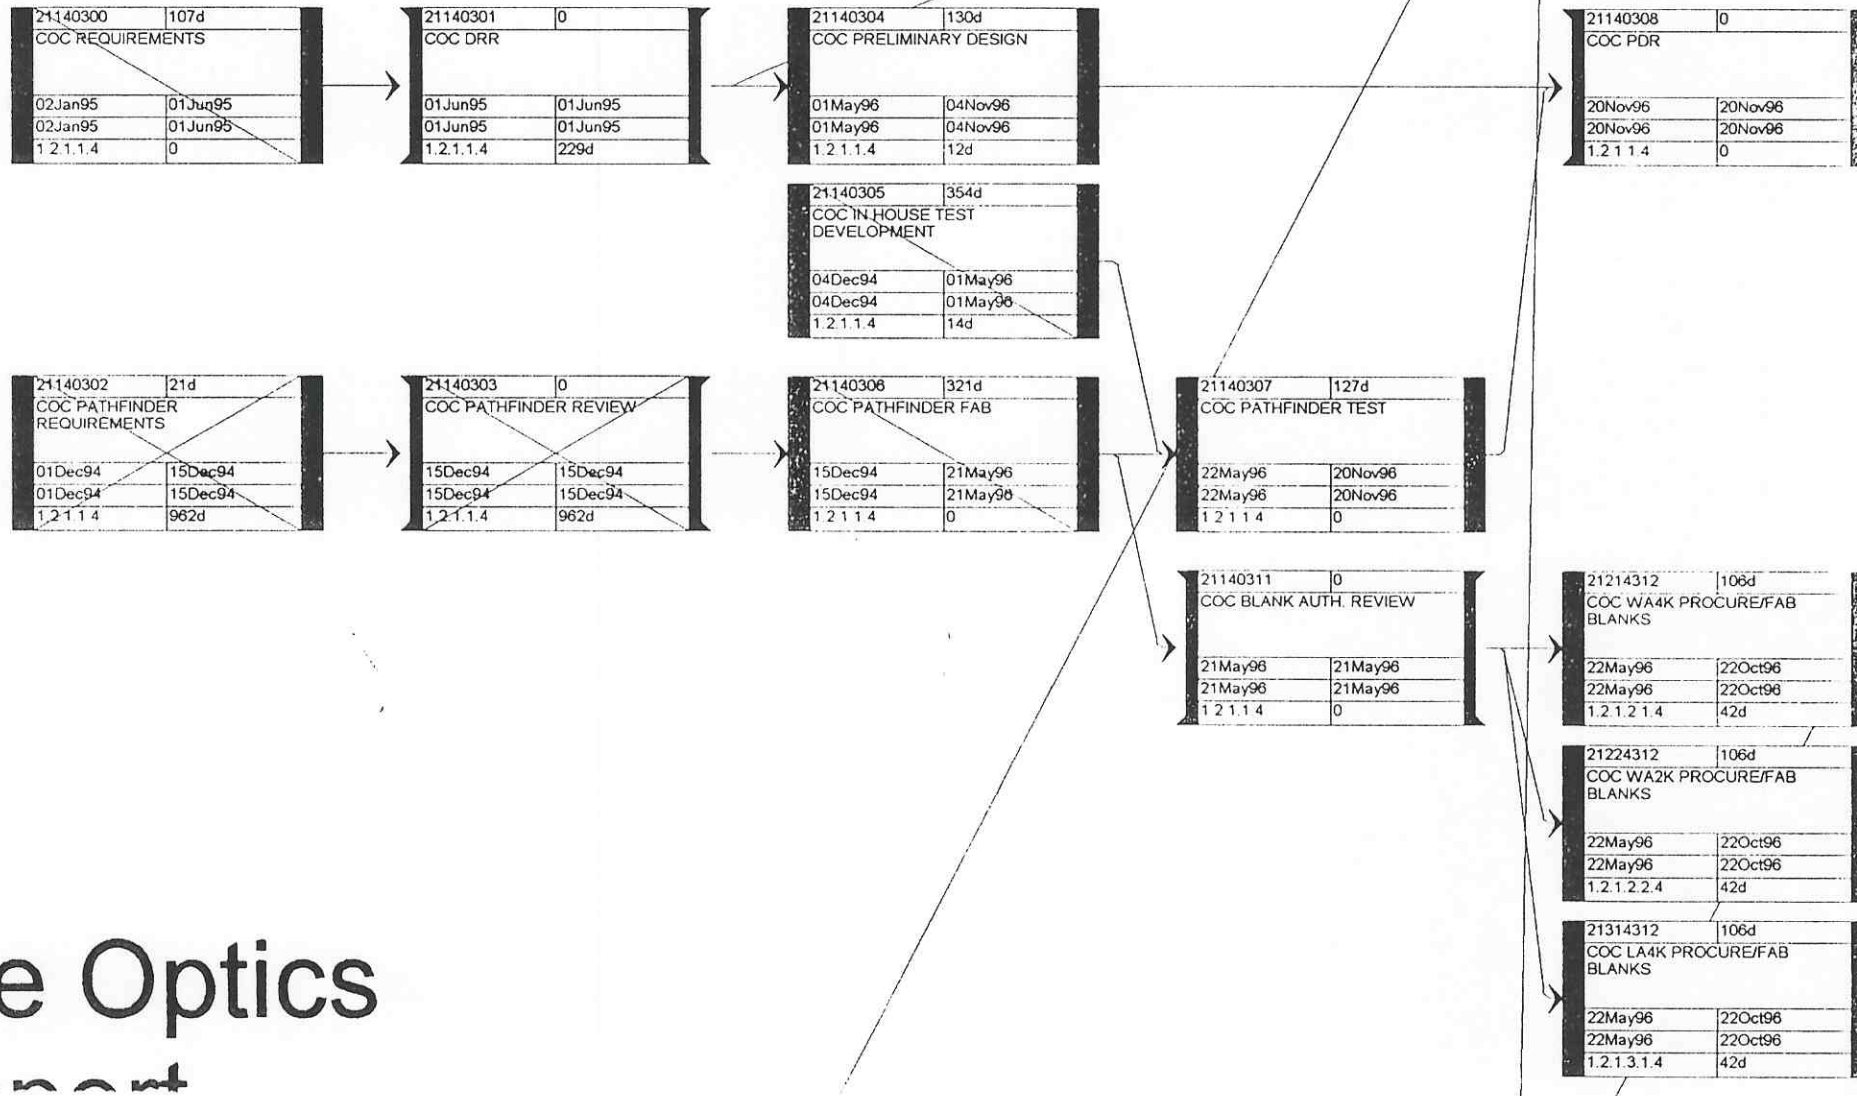 21140300 107d
COC REQUIREMENTS
02Jan95 01Jun95
02Jan95 01Jun95
1 2.1.1.4 0
21140301 0
COC DRR
01Jun95 01Jun95
01Jun95 01Jun95
1.2.1.1.4 229d
21140304 130d
COC PRELIMINARY DESIGN
01May96 04Nov96
01May96 04Nov96
1.2.1.1.4 12d
21140308 0
COC PDR
20Nov96 20Nov96
20Nov96 20Nov96
1.2 1 1.4 0
21140305 354d
COC IN HOUSE TEST
DEVELOPMENT
04Dec94 01May96
04Dec94 01May96
1.2.1.1.4 14d
21140302 21d
COC PATHFINDER
REQUIREMENTS
01Dec94 15Dec94
01Dec94 15Dec94
1.2 1 1 4 962d
21140303 0
COC PATHFINDER REVIEW
15Dec94 15Dec94
15Dec94 15Dec94
1.2.1.1.4 962d
21140306 321d
COC PATHFINDER FAB
15Dec94 21May96
15Dec94 21May96
1.2 1 1.4 0
21140307 127d
COC PATHFINDER TEST
22May96 20Nov96
22May96 20Nov96
1 2 1 1 4 0
21140311 0
COC BLANK AUTH. REVIEW
21May96 21May96
21May96 21May96
1 2 1.1 4 0
21214312 106d
COC WA4K PROCURE/FAB
BLANKS
22May96 22Oct96
22May96 22Oct96
1.2.1.2 1.4 42d
21224312 106d
COC WA2K PROCURE/FAB
BLANKS
22May96 22Oct96
22May96 22Oct96
1.2.1.2.2.4 42d
21314312 106d
COC LA4K PROCURE/FAB
BLANKS
22May96 22Oct96
22May96 22Oct96
1.2.1.3.1.4 42d
e Optics